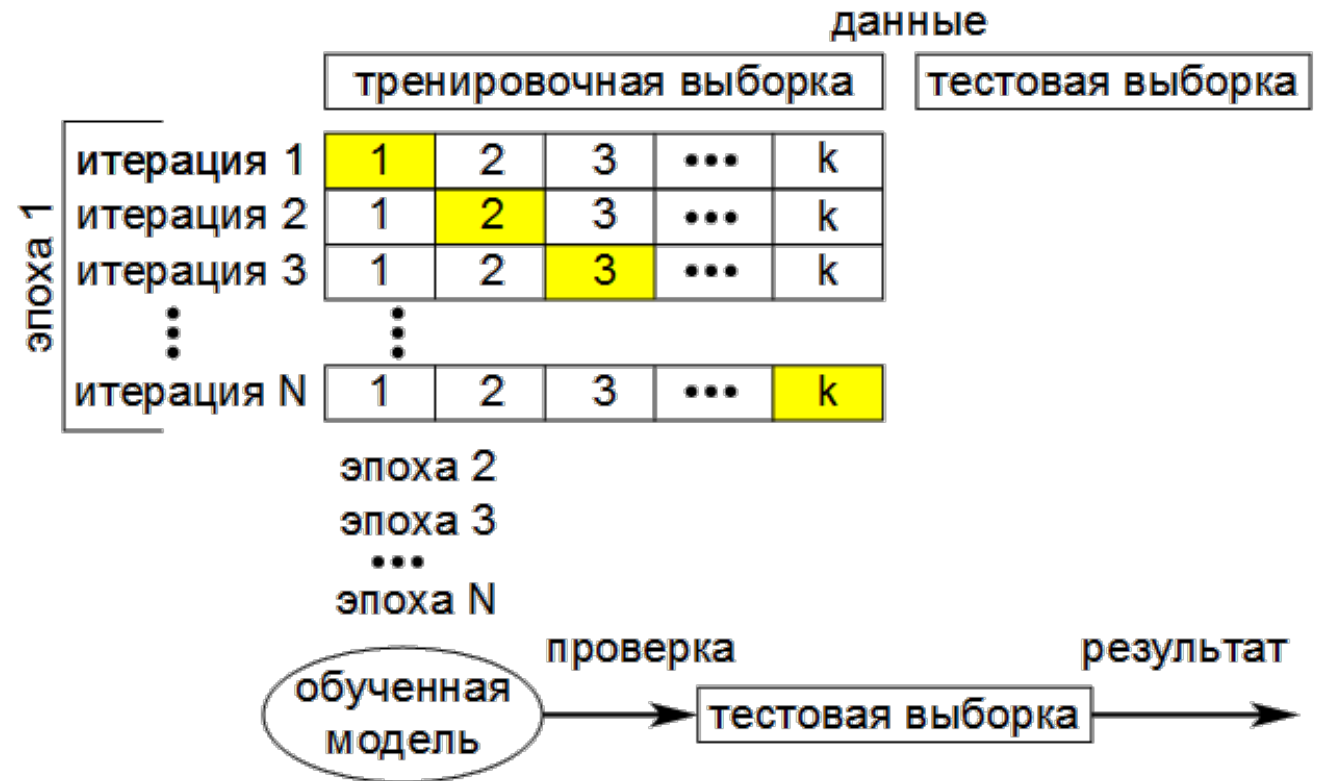 данные
тренировочная выборка тестовая выборка
эпоха 1
итерация 1 1 2 3 ••• k
итерация 2 1 2 3 ••• k
итерация 3 1 2 3 ••• k
итерация N 1 2 3 ••• k
эпоха 2
эпоха 3
•••
эпоха N
проверка результат
обученная
модель
тестовая выборка